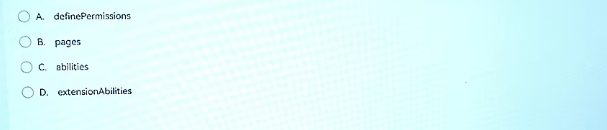 A. definePermissions
B. pages
C. abilities
D. extensionAbilities